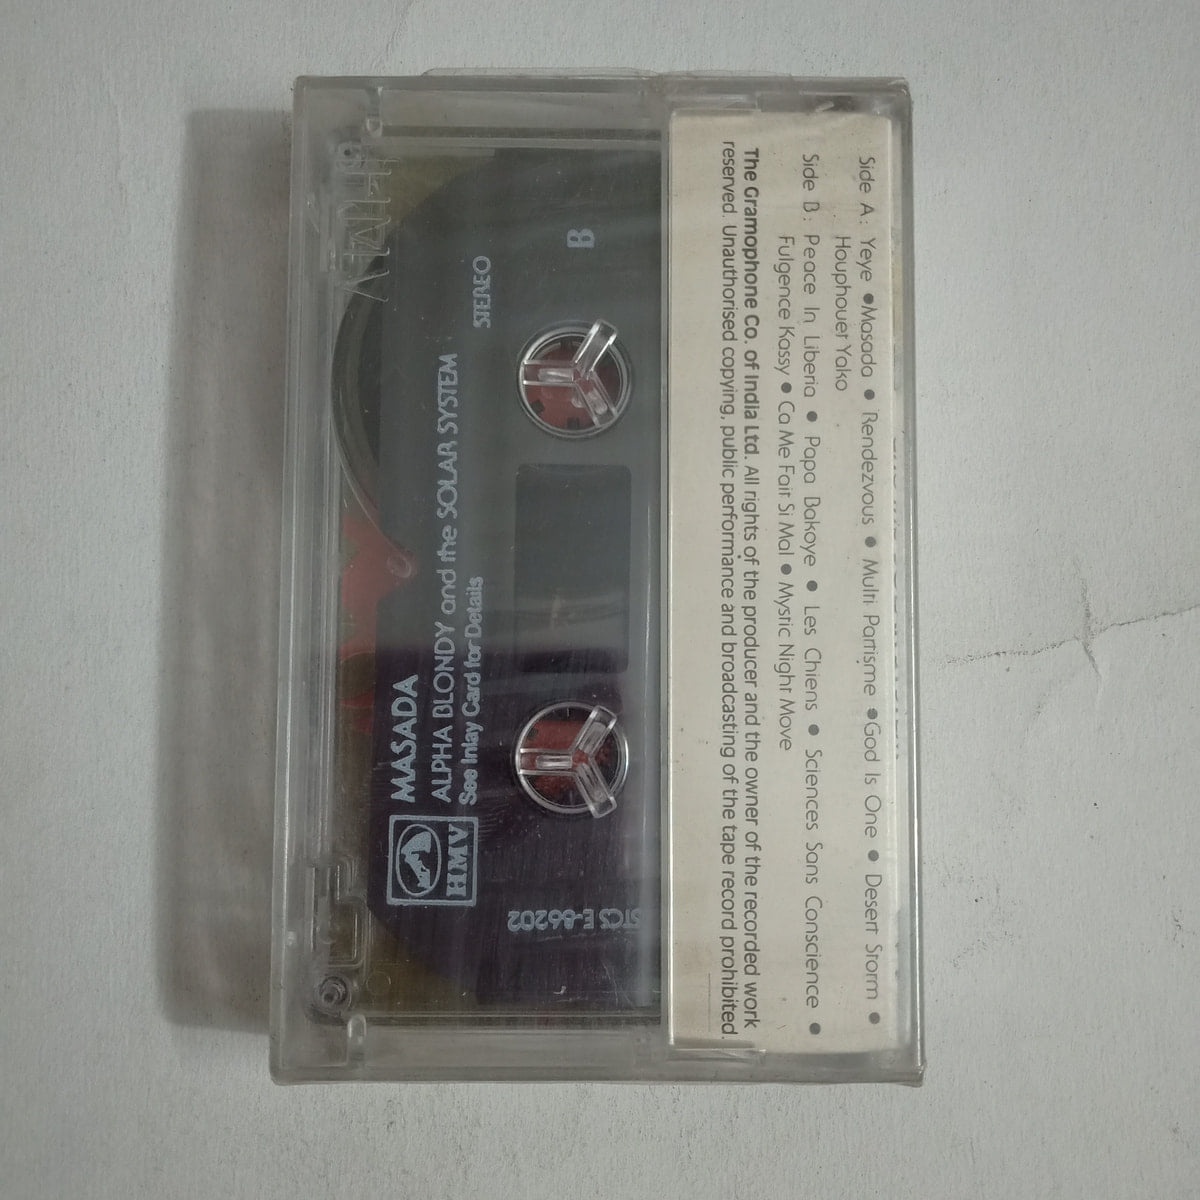 Side A : Yeye ● Masada ● Rendezvous ● Multi Partisme ● God Is One ● Desert Storm ●
Houphouet Yako
Side B : Peace In Liberia ● Papa Bakoye ● Les Chiens ● Sciences Sans Conscience ●
Fulgence Kassy ● Ca Me Fait Si Mal ● Mystic Night Move
The Gramophone Co. of India Ltd. All rights of the producer and the owner of the recorded work
reserved. Unauthorised copying, public performance and broadcasting of the tape record prohibited.
HMV
MASADA
ALPHA BLONDY and the SOLAR SYSTEM
See Inlay Card for Details
STEREO
B
STCS E-86202
HMV